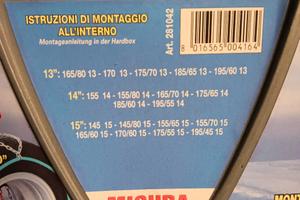 ISTRUZIONI DI MONTAGGIO
ALL'INTERNO
Montageanleitung in der Hardbox
Art. 281042
8 016565 004164
13": 165/80 13 - 170 13 - 175/70 13 - 185/65 13 - 195/60 13
14": 155 14 - 155/80 14 - 165/70 14 - 175/65 14
185/60 14 - 195/55 14
15": 145 15 - 145/80 15 - 155/65 15 - 155/70 15
165/60 15 - 170/60 15 - 175/55 15 - 195/45 15
MISURA